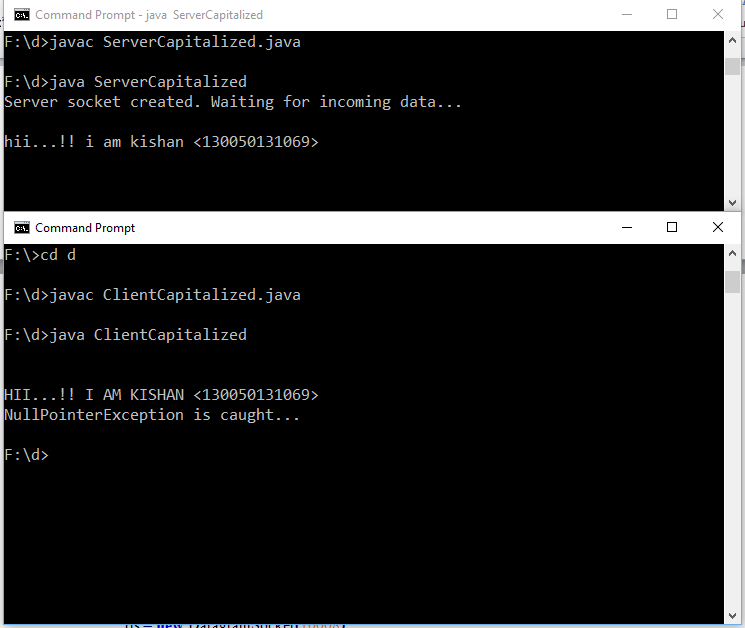 Command Prompt - java  ServerCapitalized
F:\d>javac ServerCapitalized.java
F:\d>java ServerCapitalized
Server socket created. Waiting for incoming data...
hii...!! i am kishan <130050131069>
Command Prompt
F:\>cd d
F:\d>javac ClientCapitalized.java
F:\d>java ClientCapitalized
HII...!! I AM KISHAN <130050131069>
NullPointerException is caught...
F:\d>